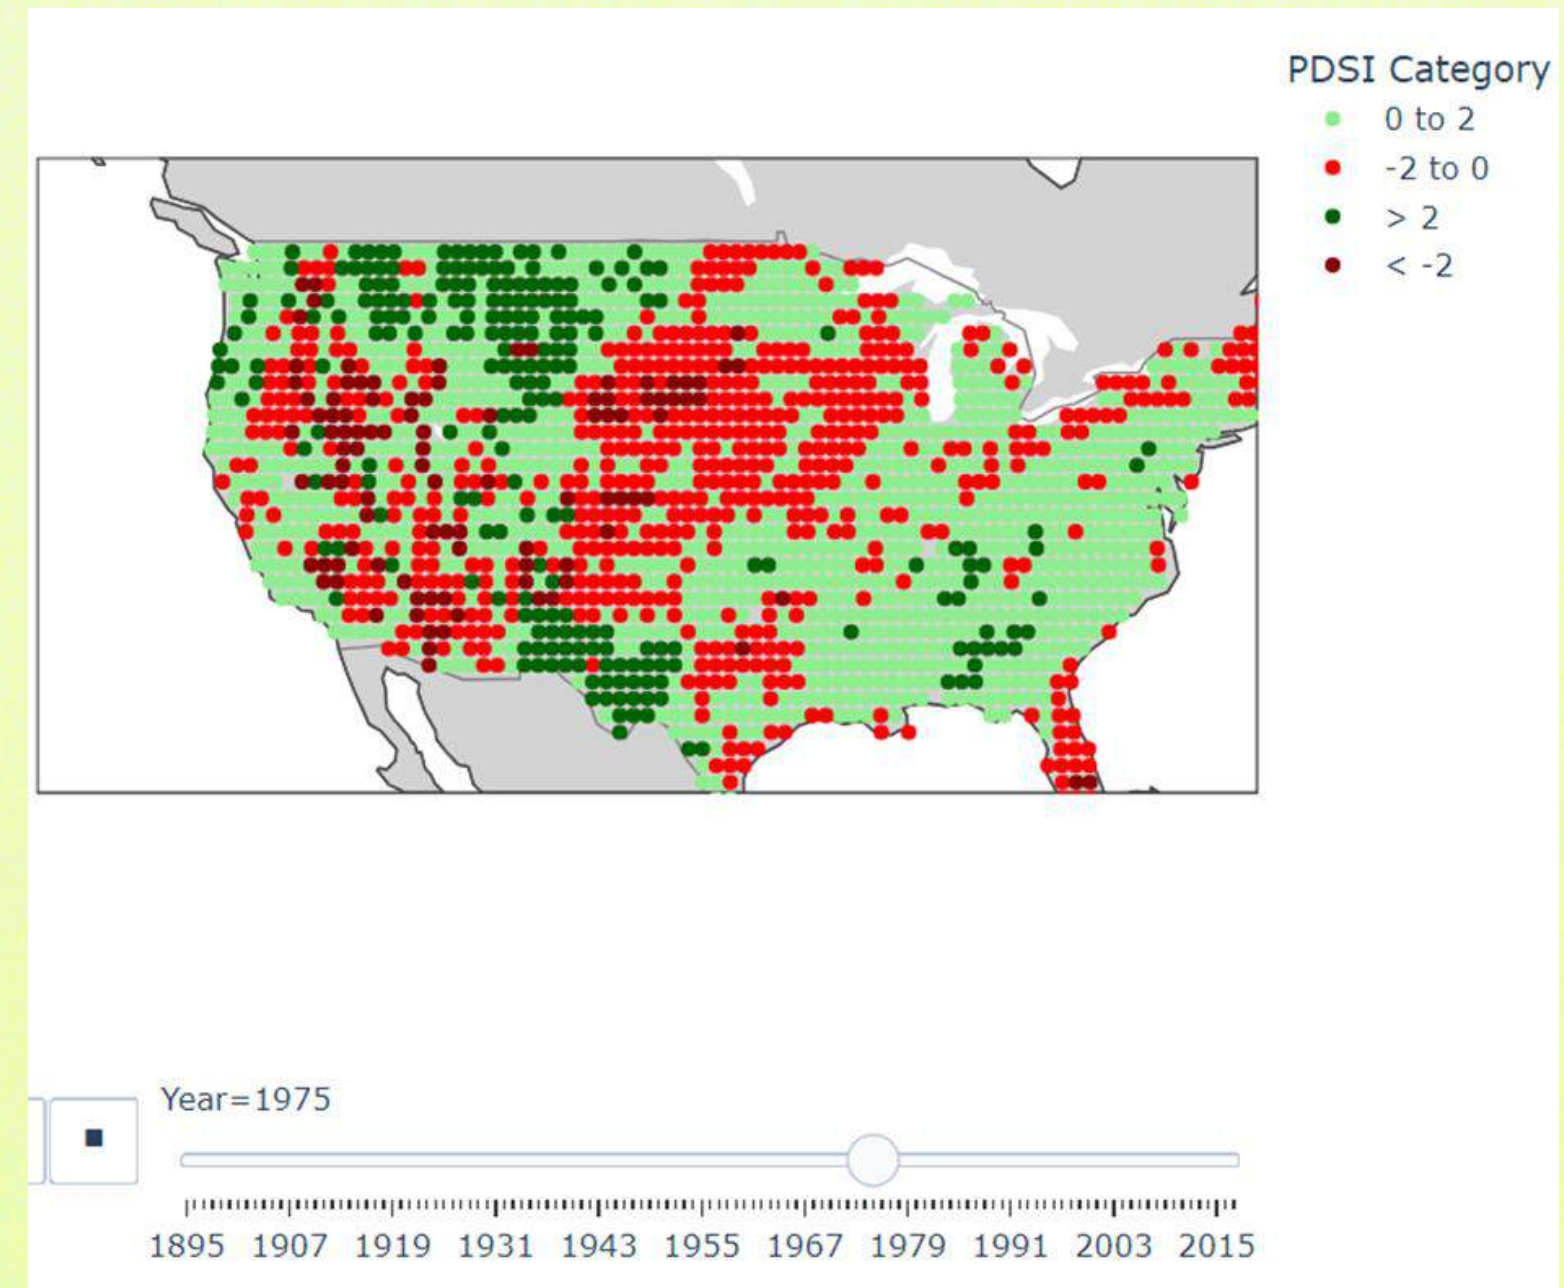 PDSI Category
0 to 2
-2 to 0
> 2
< -2
Year=1975
1895 1907 1919 1931 1943 1955 1967 1979 1991 2003 2015